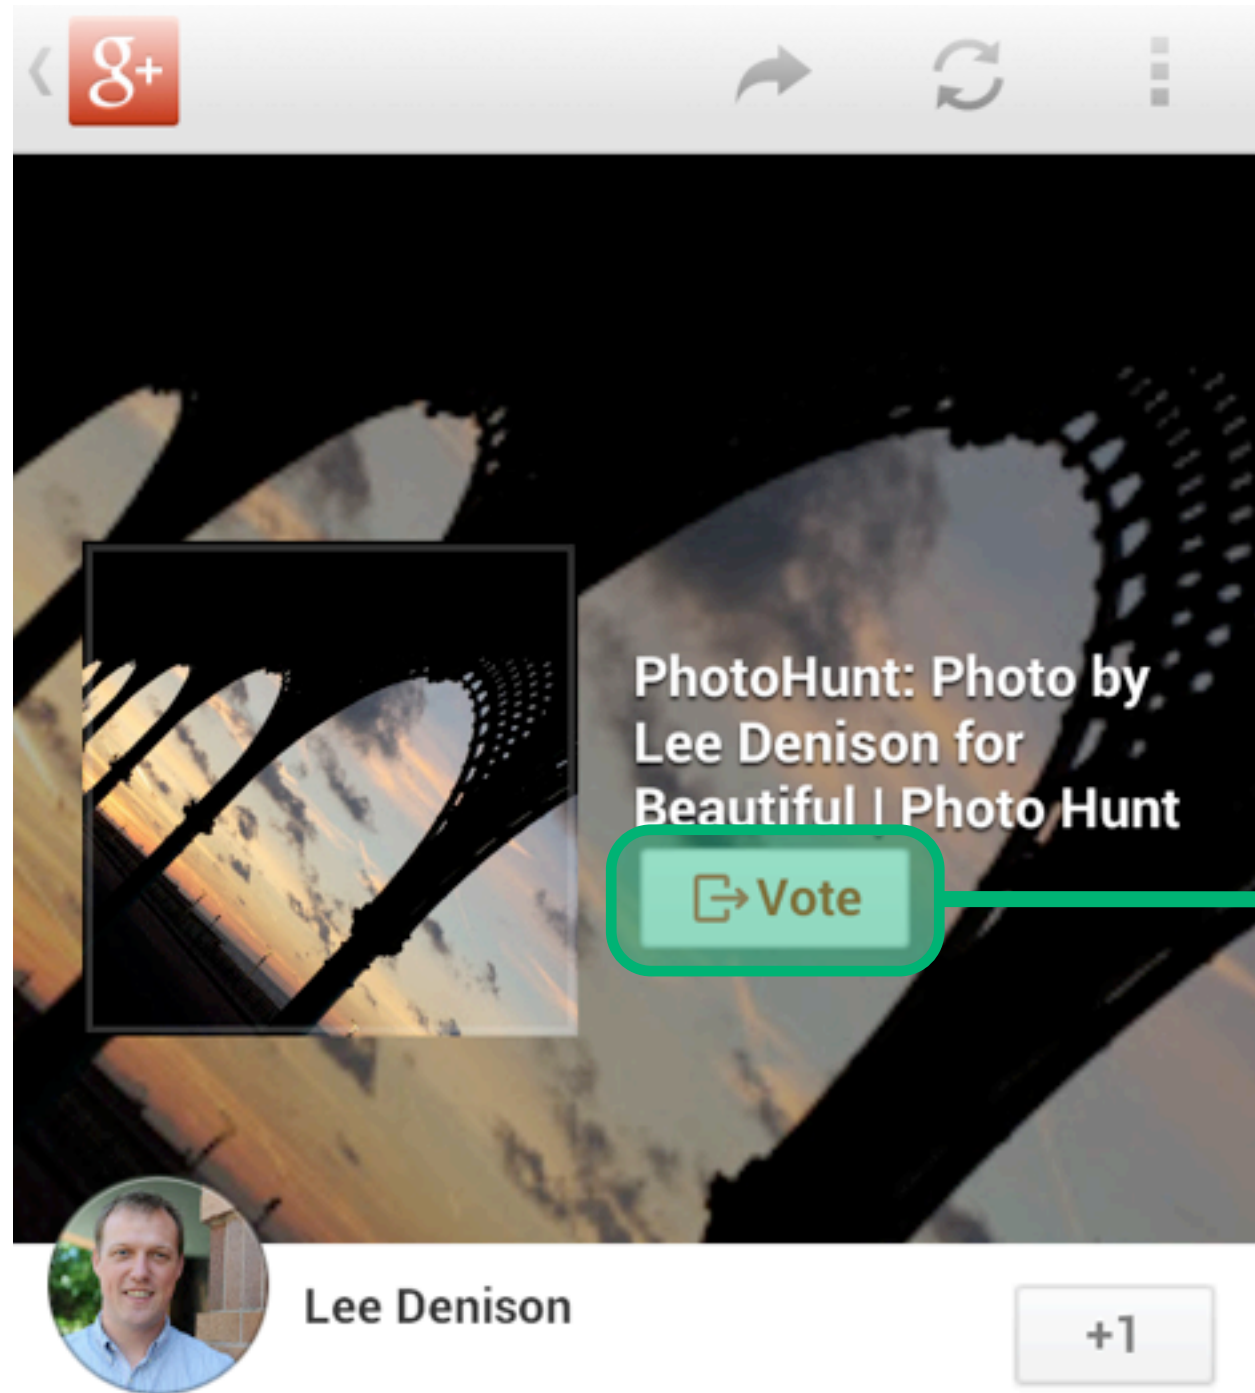 g+
PhotoHunt: Photo by
Lee Denison for
Beautiful | Photo Hunt
Vote
Lee Denison
+1